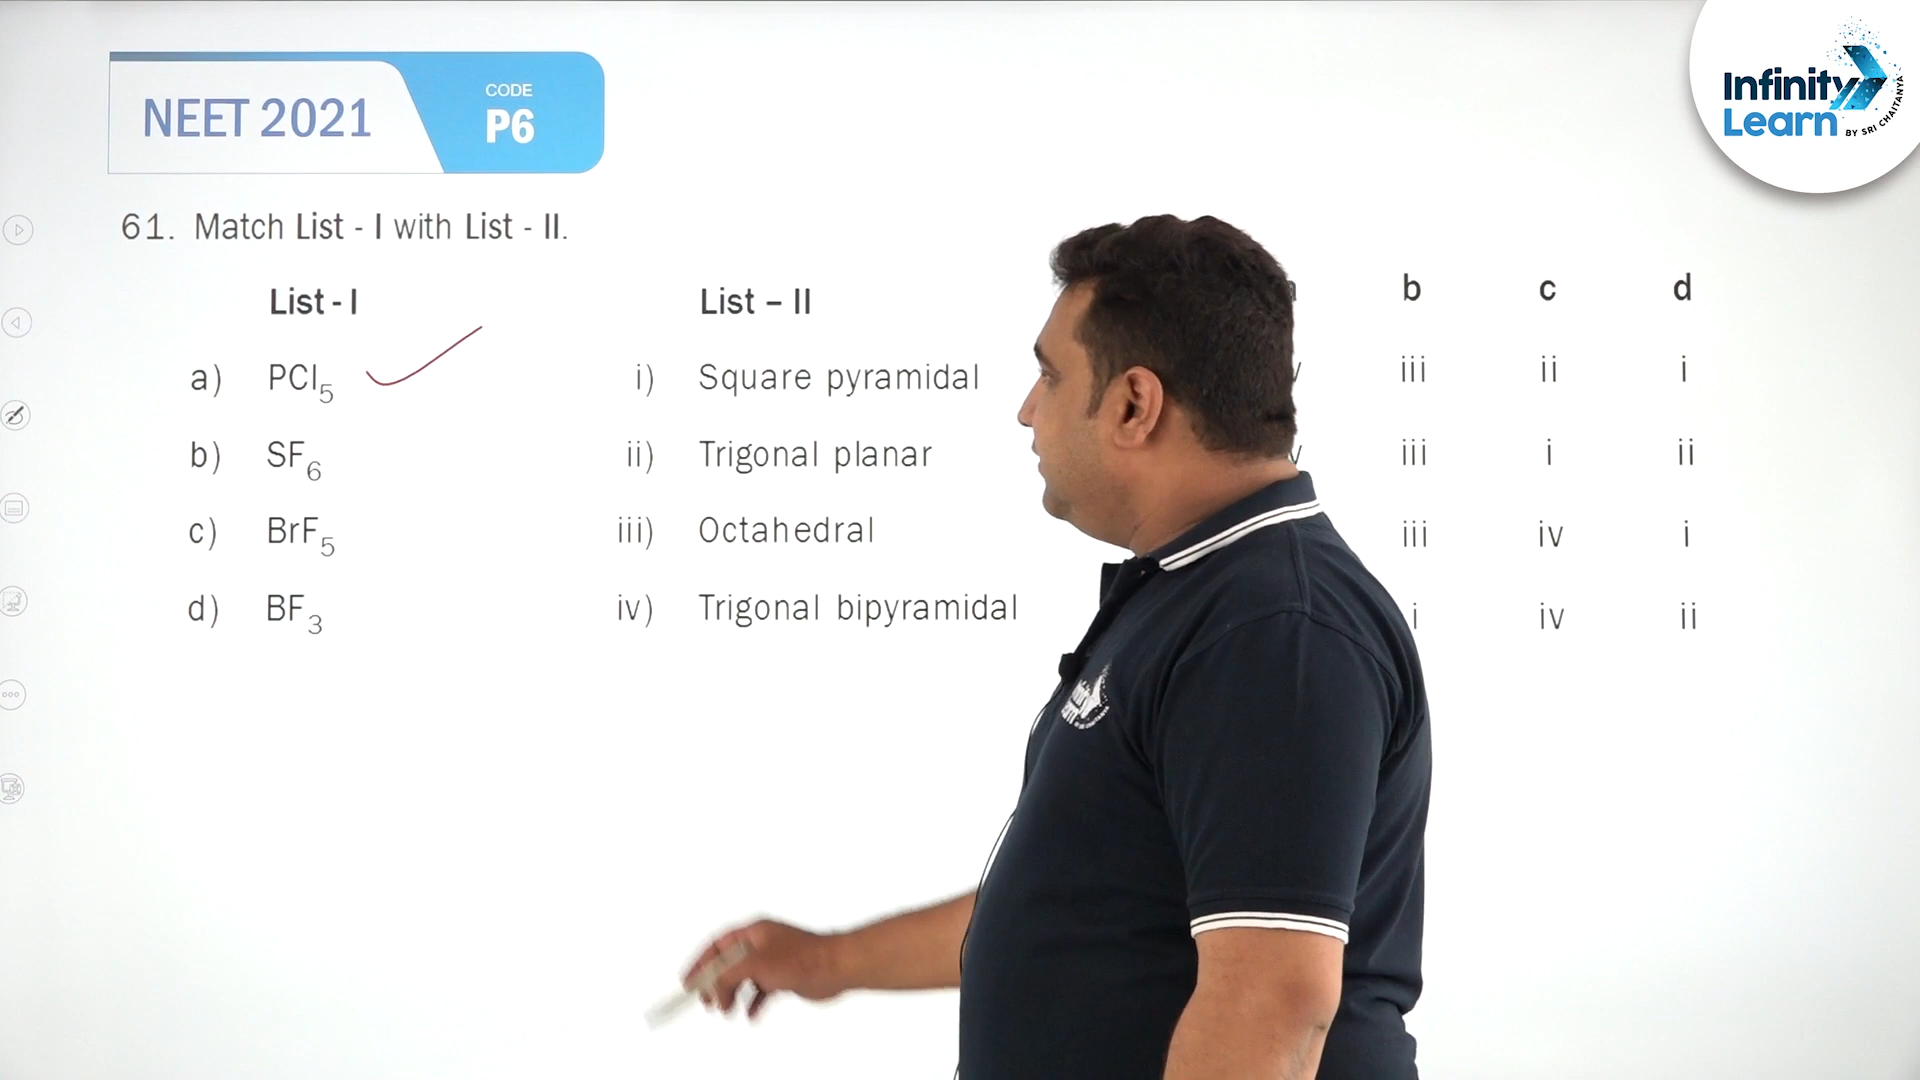 NEET 2021
CODE
P6
Infinity
Learn
BY SRI CHAITANYA
61. Match List - I with List - II.
List - I List – II b c d
a) PCl5 i) Square pyramidal iii ii i
b) SF6 ii) Trigonal planar iii i ii
c) BrF5 iii) Octahedral iii iv i
d) BF3 iv) Trigonal bipyramidal i iv ii